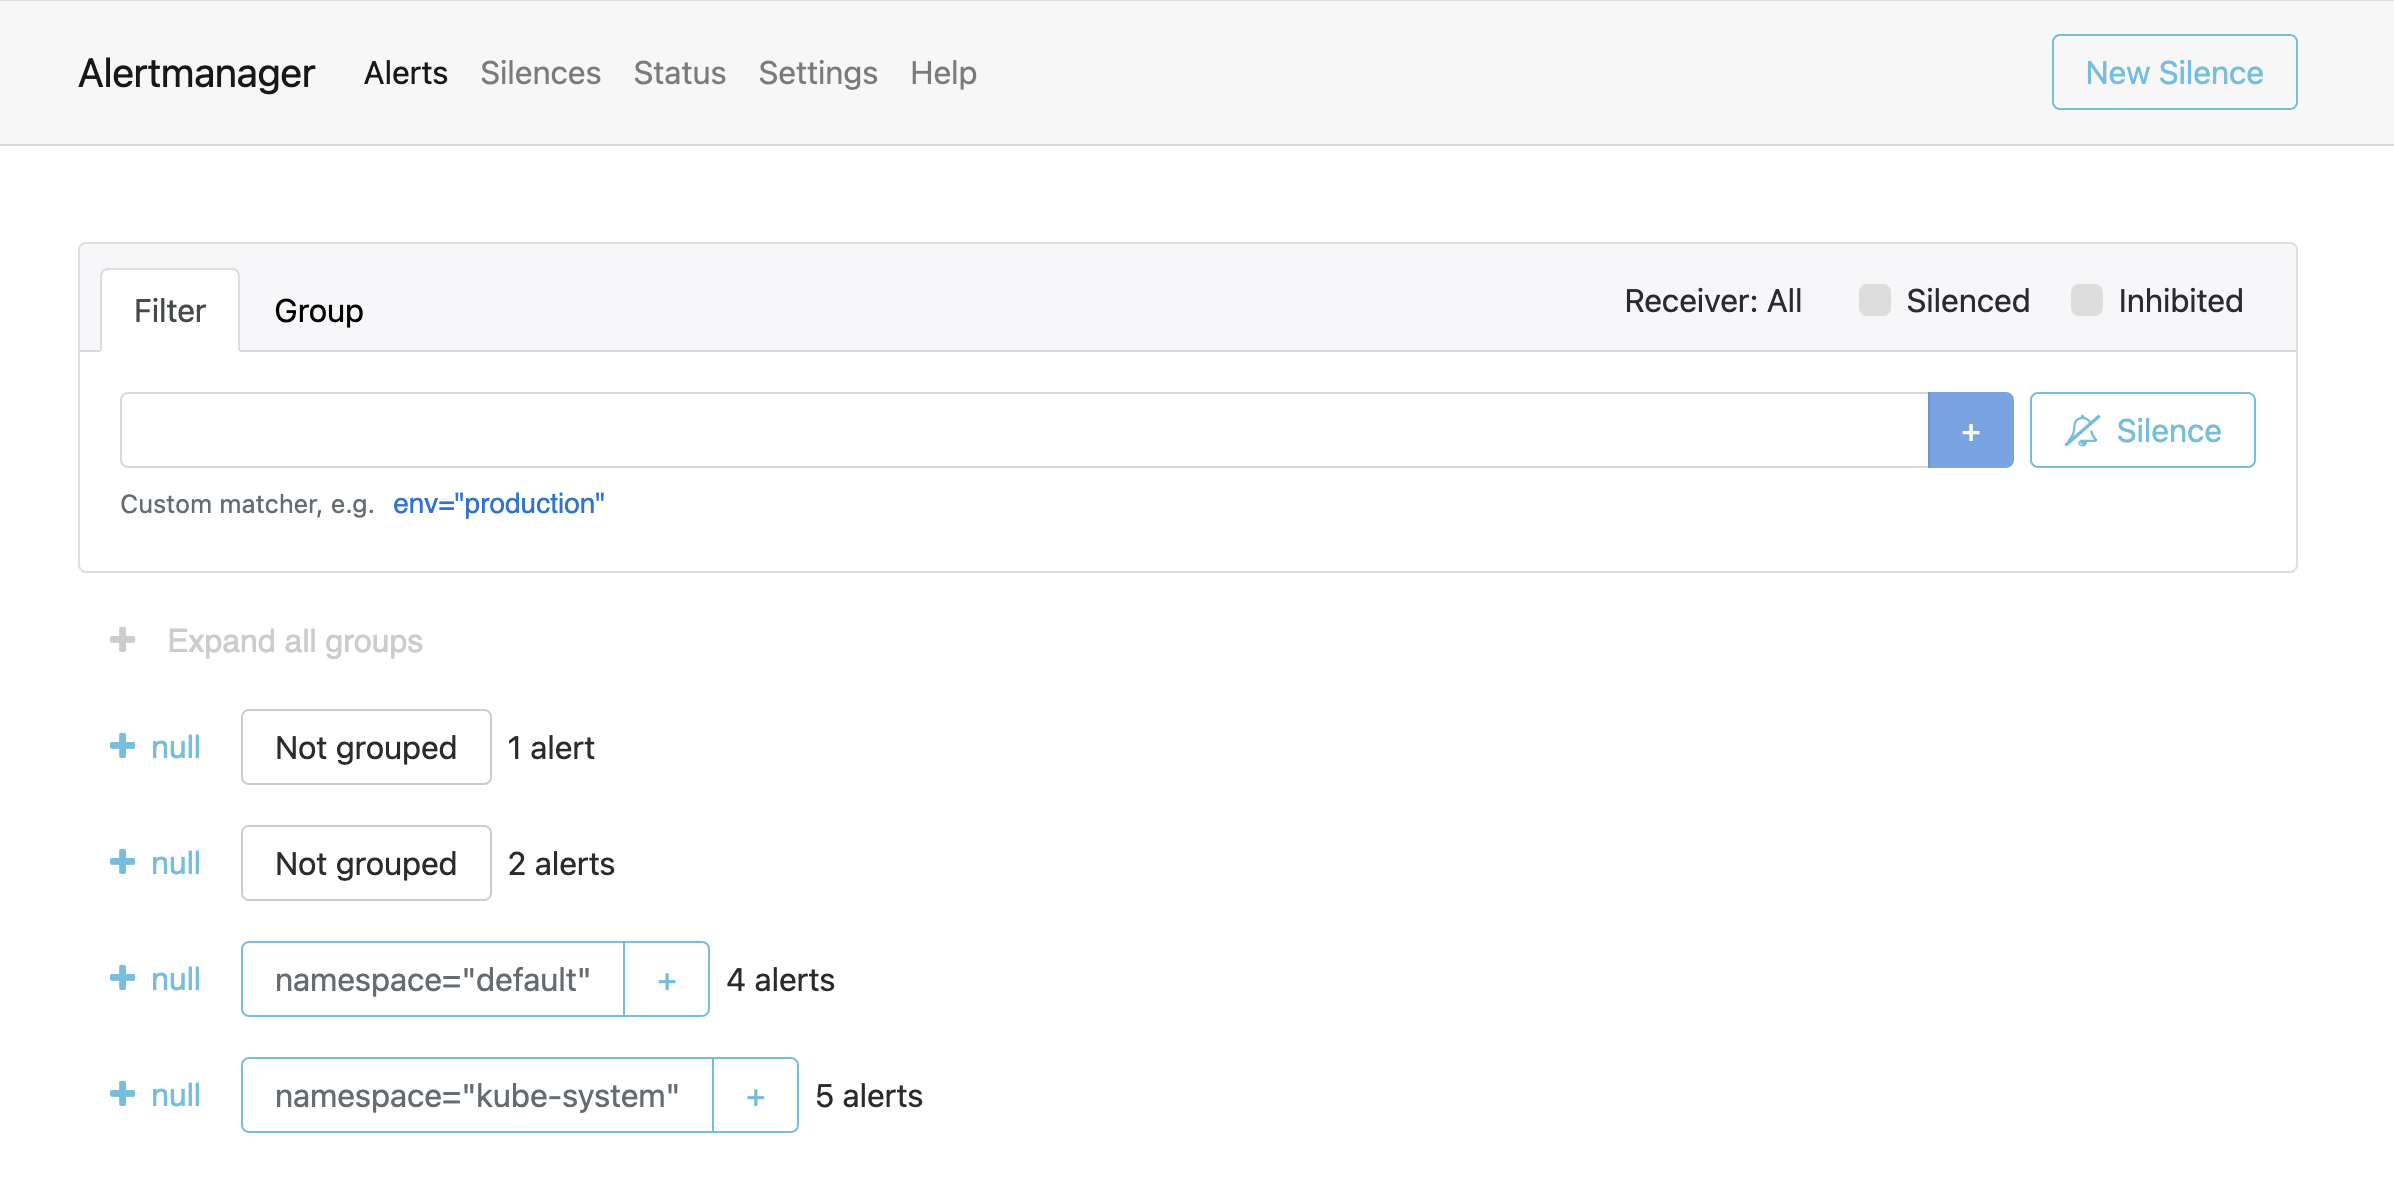 Alertmanager Alerts Silences Status Settings Help New Silence
Filter Group Receiver: All Silenced Inhibited
+ Silence
Custom matcher, e.g. env="production"
+ Expand all groups
+ null Not grouped 1 alert
+ null Not grouped 2 alerts
+ null namespace="default" + 4 alerts
+ null namespace="kube-system" + 5 alerts